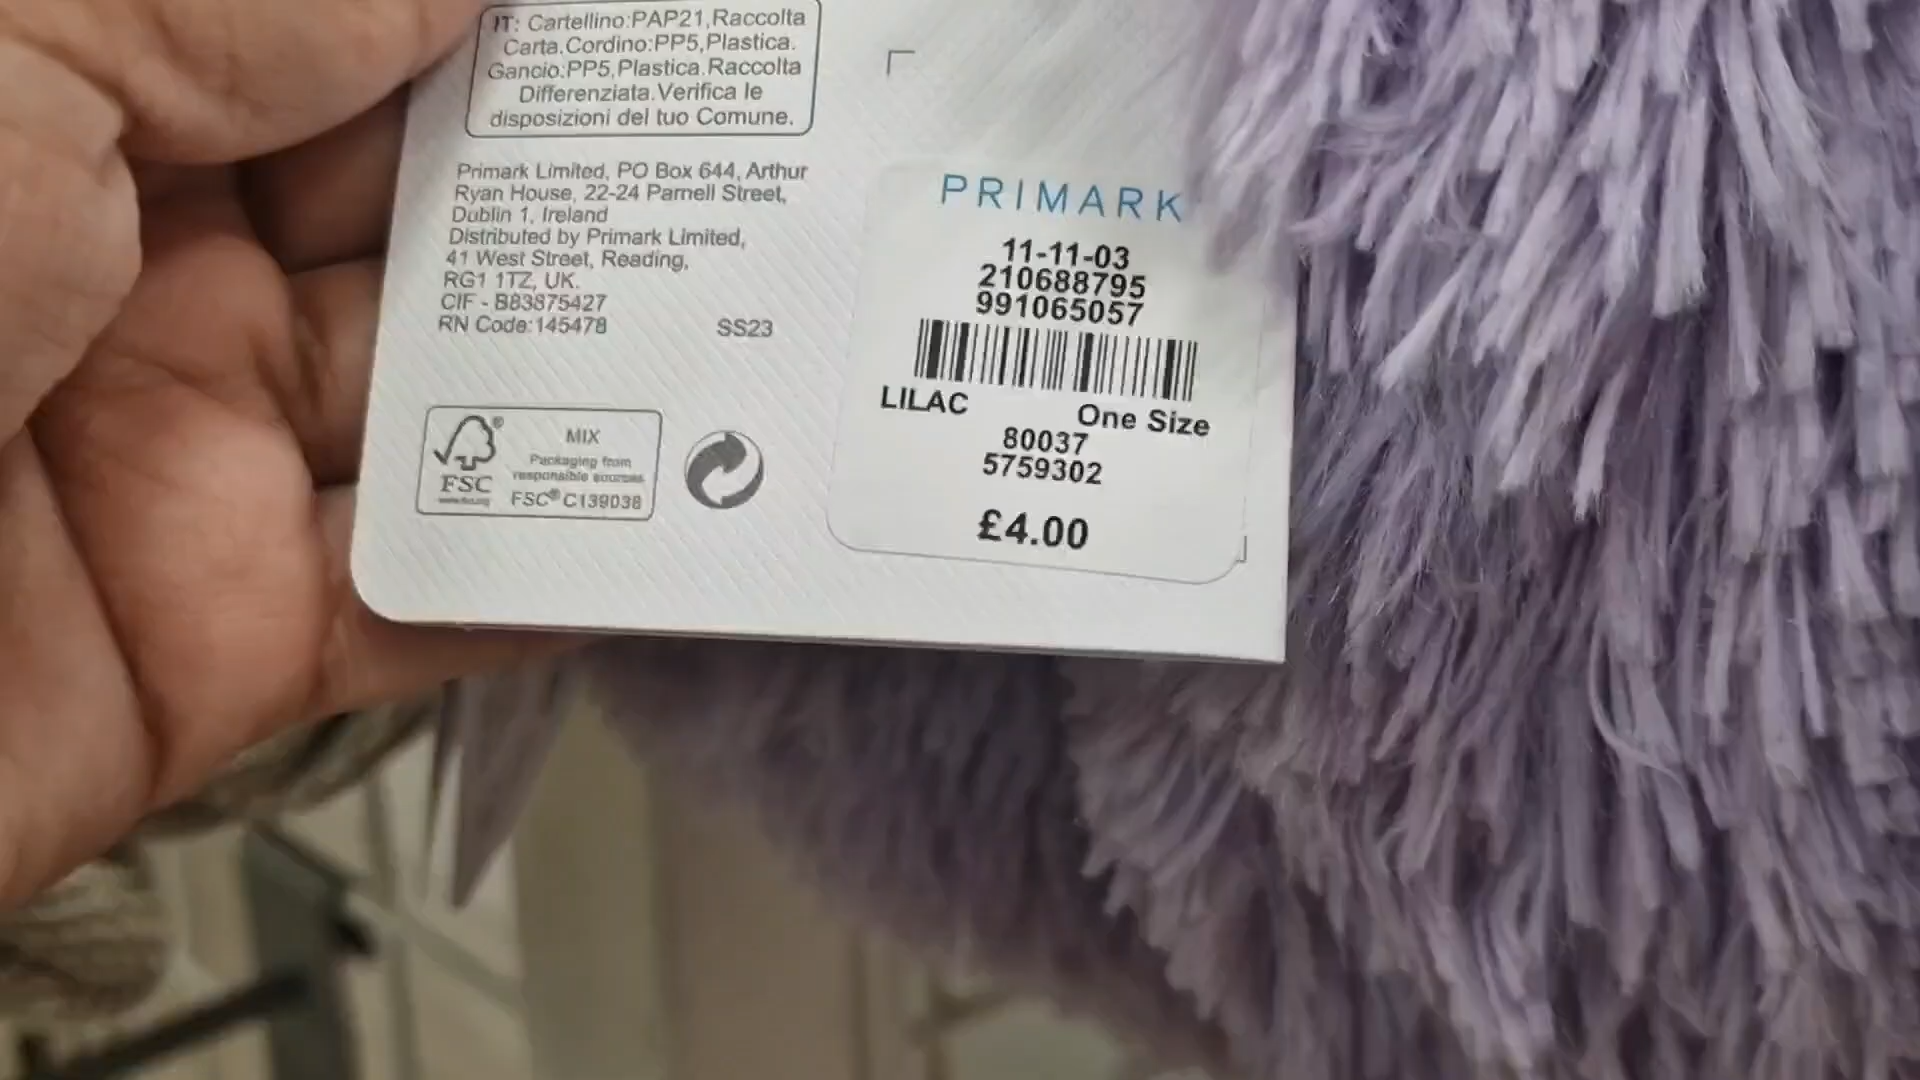 IT: Cartellino:PAP21,Raccolta
Carta.Cordino:PP5,Plastica.
Gancio:PP5,Plastica.Raccolta
Differenziata.Verifica le
disposizioni del tuo Comune.
Primark Limited, PO Box 644, Arthur
Ryan House, 22-24 Parnell Street,
Dublin 1, Ireland
Distributed by Primark Limited,
41 West Street, Reading,
RG1 1TZ, UK.
CIF - B83875427
RN Code:145478 SS23
FSC
MIX
Packaging from
responsible sources
FSC® C139038
PRIMARK
11-11-03
210688795
991065057
LILAC One Size
80037
5759302
£4.00